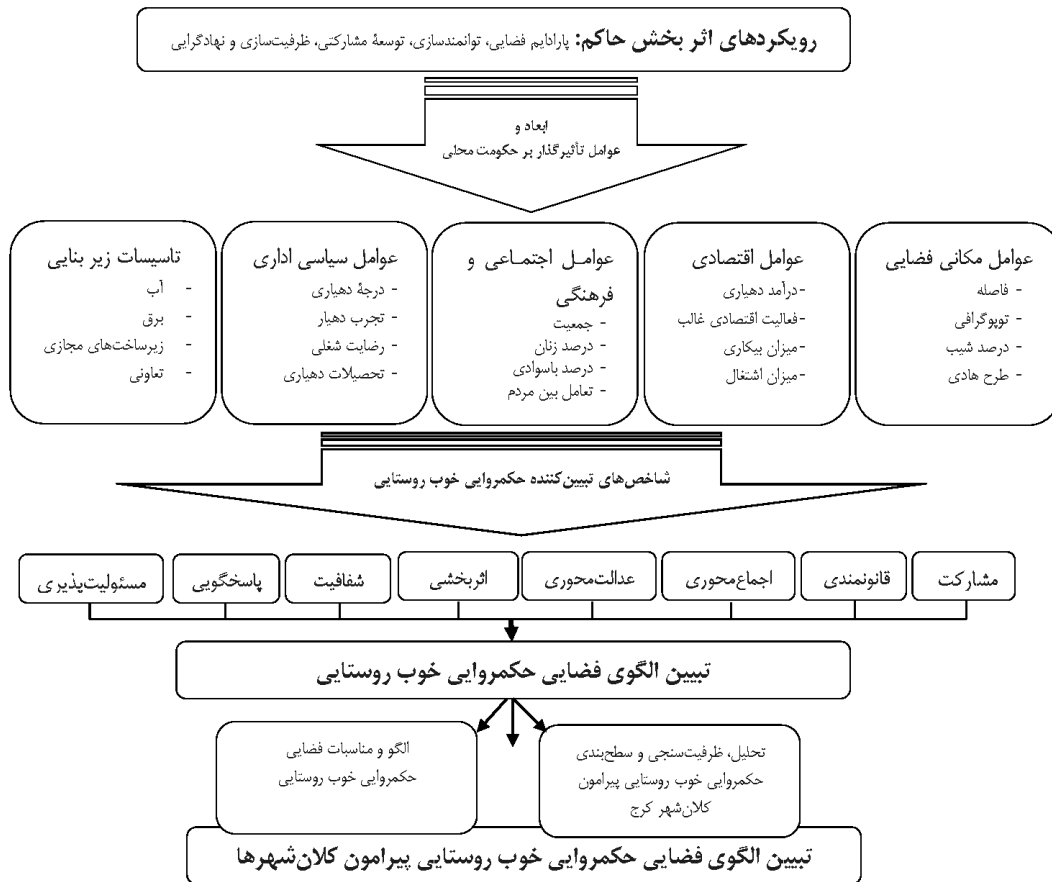 رویکردهای اثر بخش حاکم: پارادایم فضایی، توانمندسازی، توسعۀ مشارکتی، ظرفیت‌سازی و نهادگرایی
ابعاد و
عوامل تأثیرگذار بر حکومت محلی
عوامل مکانی فضایی
- فاصله
- توپوگرافی
- درصد شیب
- طرح هادی
عوامل اقتصادی
-درآمد دهیاری
-فعالیت اقتصادی غالب
-میزان بیکاری
-میزان اشتغال
عوامـل اجتمـاعی و
فرهنگی
- جمعیت
- درصد زنان
- درصد باسوادی
- تعامل بین مردم
عوامل سیاسی اداری
- درجۀ دهیاری
- تجرب دهیار
- رضایت شغلی
- تحصیلات دهیاری
تاسیسات زیر بنایی
- آب
- برق
- زیرساخت‌های مجازی
- تعاونی
شاخص‌های تبیین‌کننده حکمروایی خوب روستایی
مشارکت
قانونمندی
اجماع‌محوری
عدالت‌محوری
اثربخشی
شفافیت
پاسخگویی
مسئولیت‌پذیری
تبیین الگوی فضایی حکمروایی خوب روستایی
تحلیل، ظرفیت‌سنجی و سطح‌بندی
حکمروایی خوب روستایی پیرامون
کلان‌شهر کرج
الگو و مناسبات فضایی
حکمروایی خوب روستایی
تبیین الگوی فضایی حکمروایی خوب روستایی پیرامون کلان‌شهرها